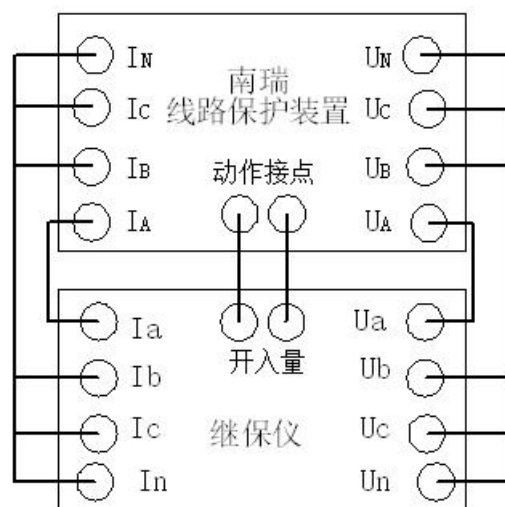 IN 南瑞 UN
Ic 线路保护装置 Uc
IB 动作接点 UB
IA UA
Ia Ua
开入量
Ib Ub
Ic 继保仪 Uc
In Un